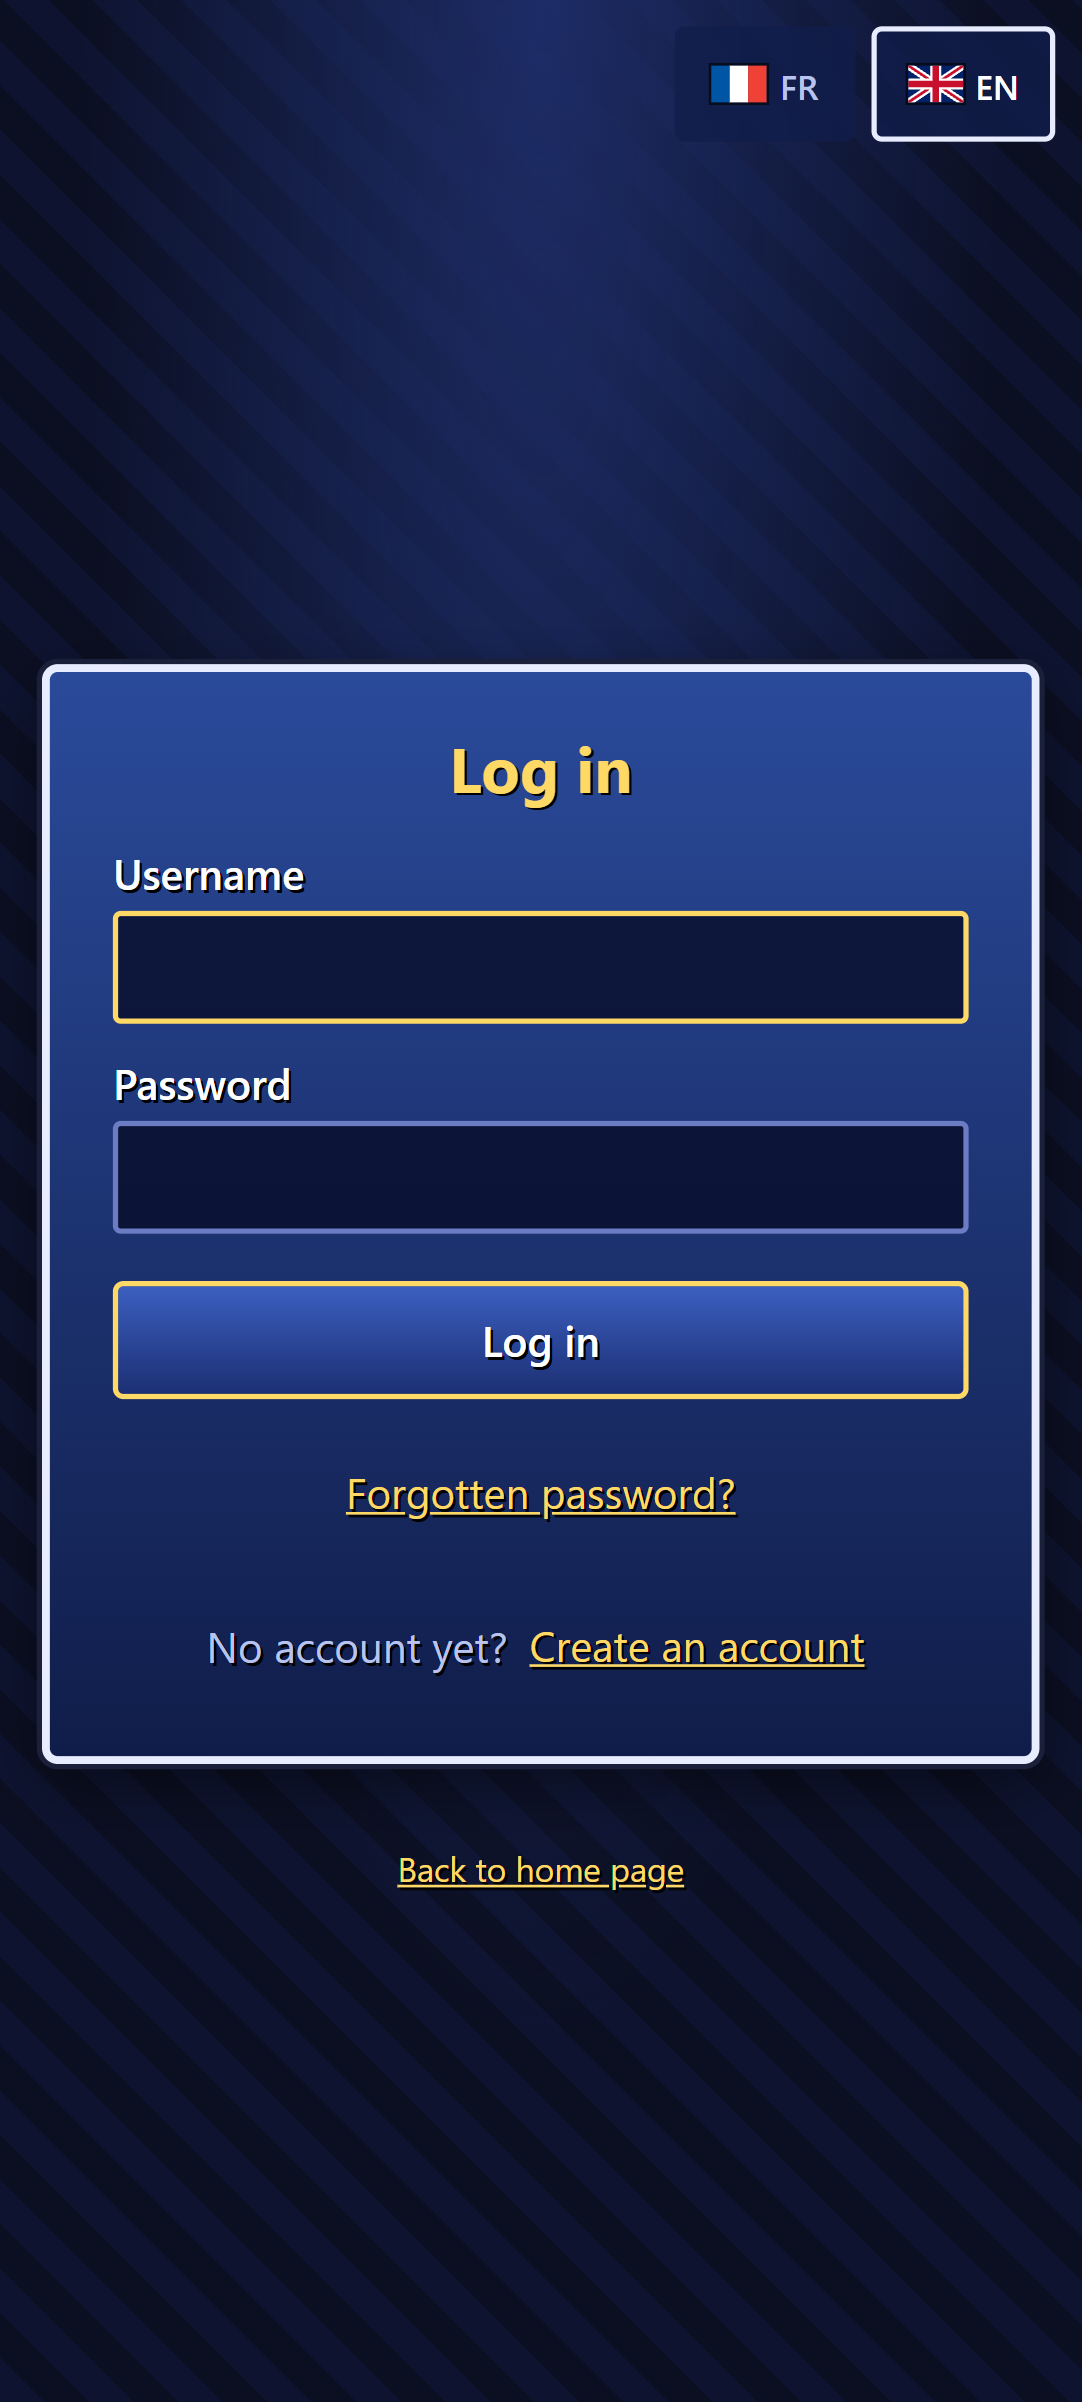 FR EN
Log in
Username
Password
Log in
Forgotten password?
No account yet? Create an account
Back to home page